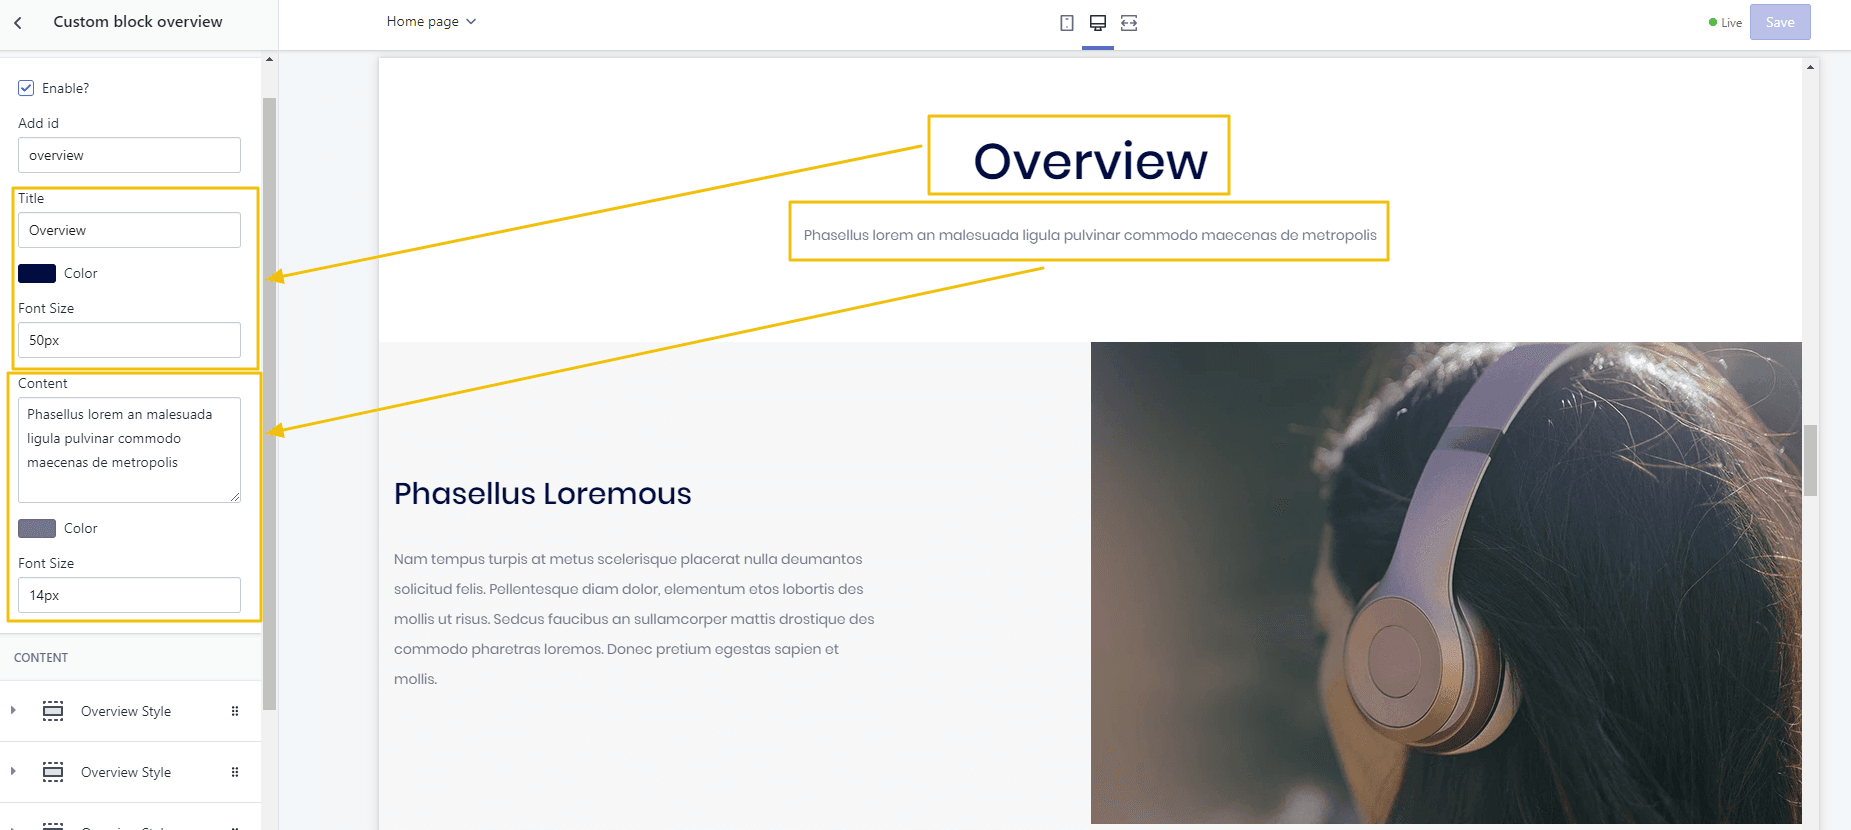 Custom block overview
Home page
Live
Save
Enable?
Add id
overview
Title
Overview
Color
Font Size
50px
Content
Phasellus lorem an malesuada
ligula pulvinar commodo
maecenas de metropolis
Color
Font Size
14px
CONTENT
Overview Style
Overview Style
Overview
Phasellus lorem an malesuada ligula pulvinar commodo maecenas de metropolis
Phasellus Loremous
Nam tempus turpis at metus scelerisque placerat nulla deumantos
solicitud felis. Pellentesque diam dolor, elementum etos lobortis des
mollis ut risus. Sedcus faucibus an sullamcorper mattis drostique des
commodo pharetras loremos. Donec pretium egestas sapien et
mollis.